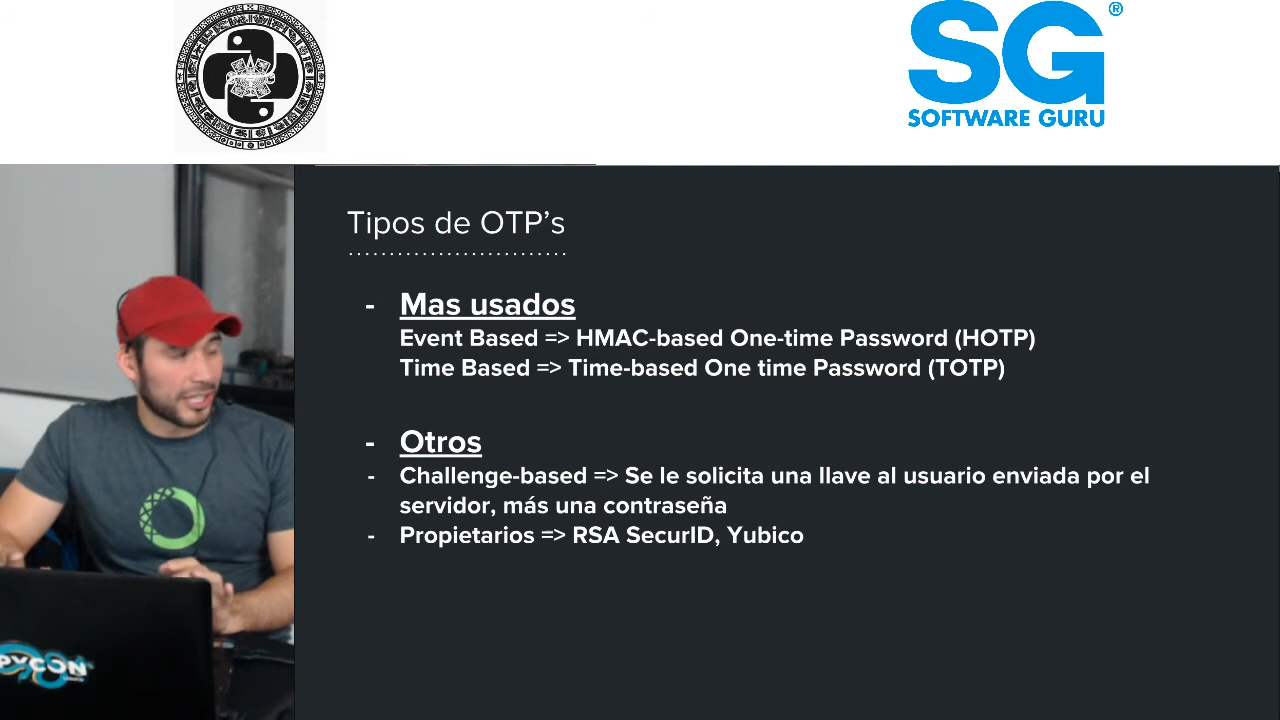 SG®
SOFTWARE GURU
Tipos de OTP’s
- Mas usados
Event Based => HMAC-based One-time Password (HOTP)
Time Based => Time-based One time Password (TOTP)
- Otros
- Challenge-based => Se le solicita una llave al usuario enviada por el
servidor, más una contraseña
- Propietarios => RSA SecurID, Yubico
PYCON